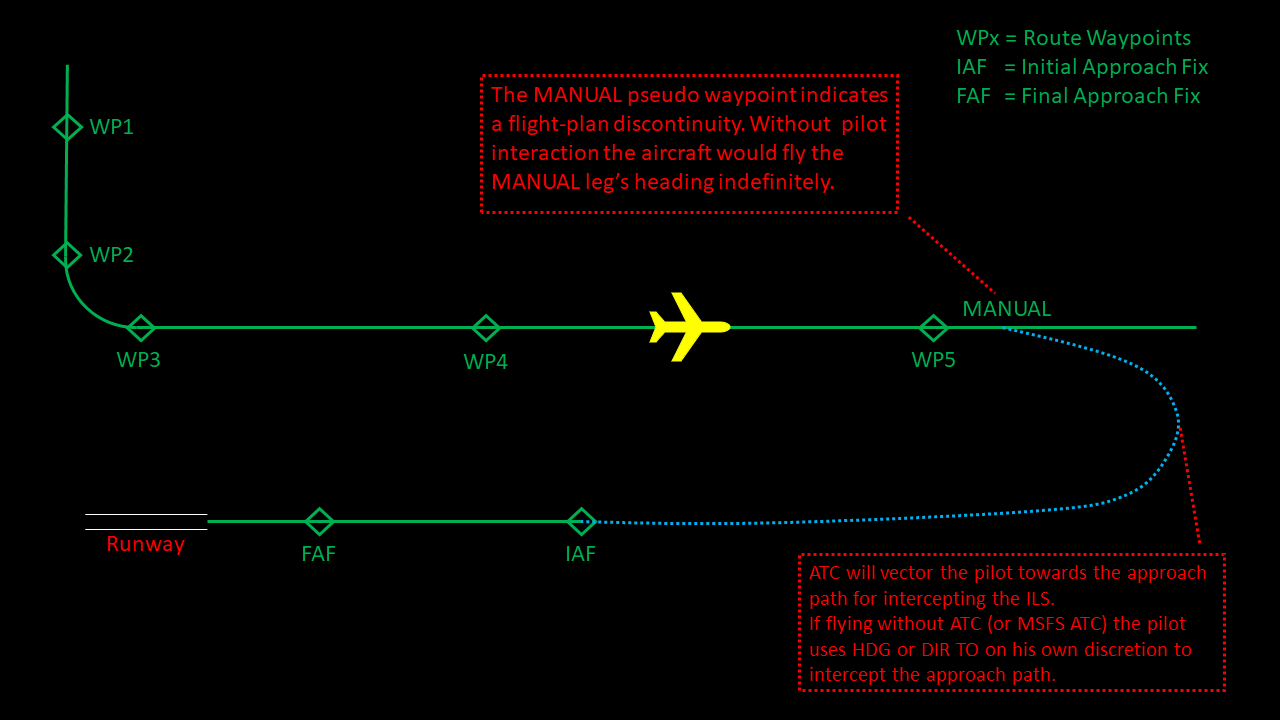 WPx = Route Waypoints
IAF = Initial Approach Fix
FAF = Final Approach Fix
The MANUAL pseudo waypoint indicates
a flight-plan discontinuity. Without pilot
interaction the aircraft would fly the
MANUAL leg's heading indefinitely.
WP1
WP2
MANUAL
WP3
WP4
WP5
Runway
FAF
IAF
ATC will vector the pilot towards the approach
path for intercepting the ILS.
If flying without ATC (or MSFS ATC) the pilot
uses HDG or DIR TO on his own discretion to
intercept the approach path.